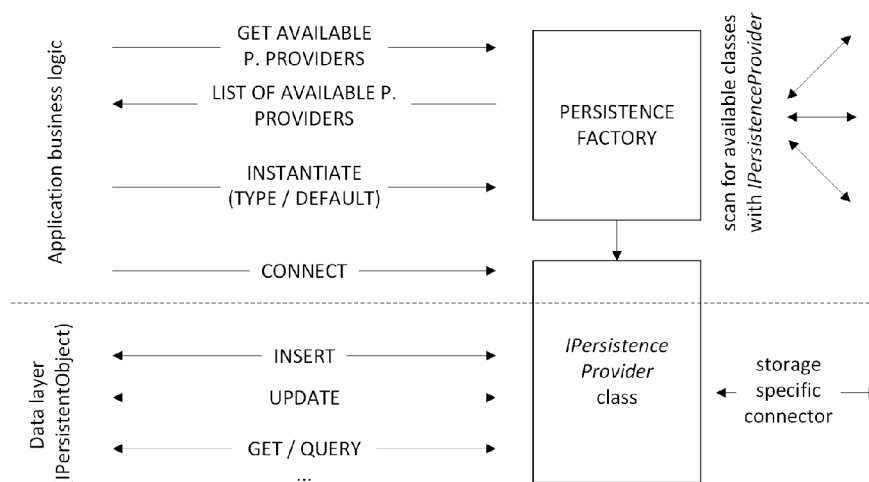 Application business logic
GET AVAILABLE
P. PROVIDERS
LIST OF AVAILABLE P.
PROVIDERS
INSTANTIATE
(TYPE / DEFAULT)
CONNECT
PERSISTENCE
FACTORY
scan for available classes
with IPersistenceProvider
Data layer
(IPersistentObject)
INSERT
UPDATE
GET / QUERY
...
IPersistence
Provider
class
storage
specific
connector